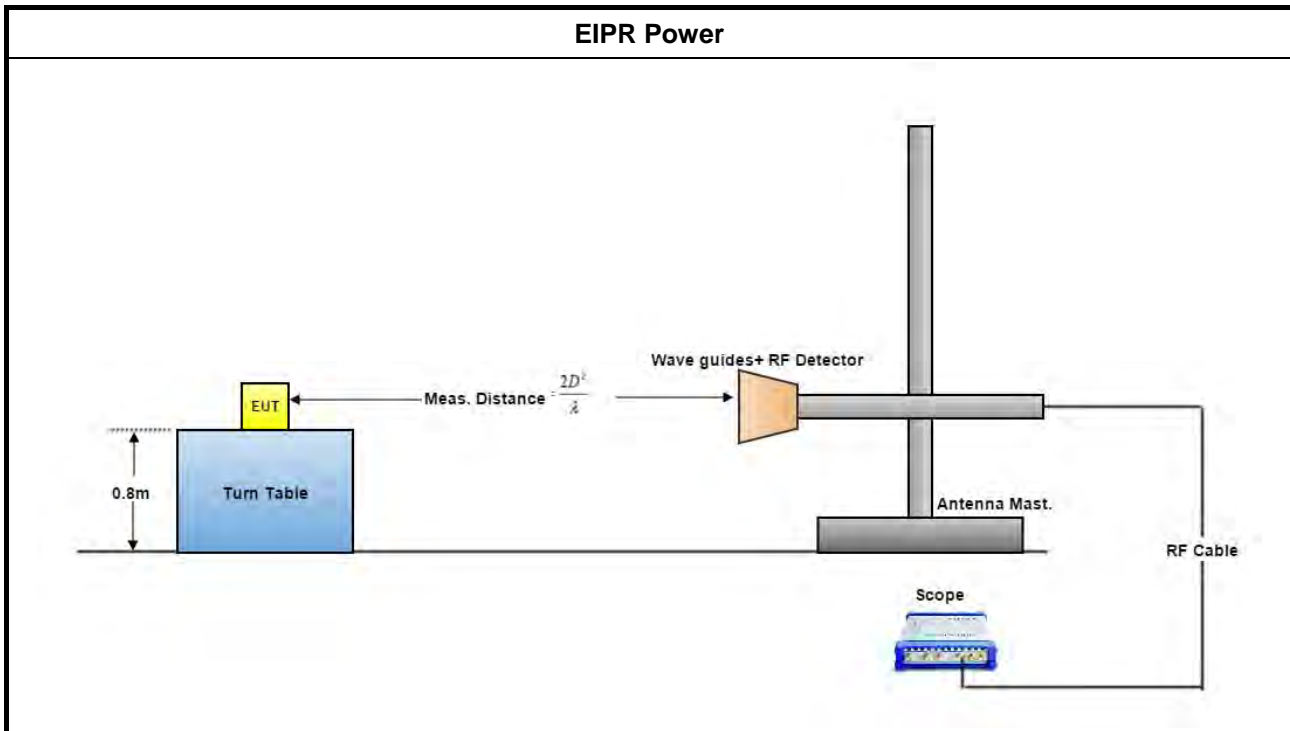 EIPR Power
Wave guides+ RF Detector
EUT
Meas. Distance = 2D²/λ
0.8m
Turn Table
Antenna Mast.
RF Cable
Scope